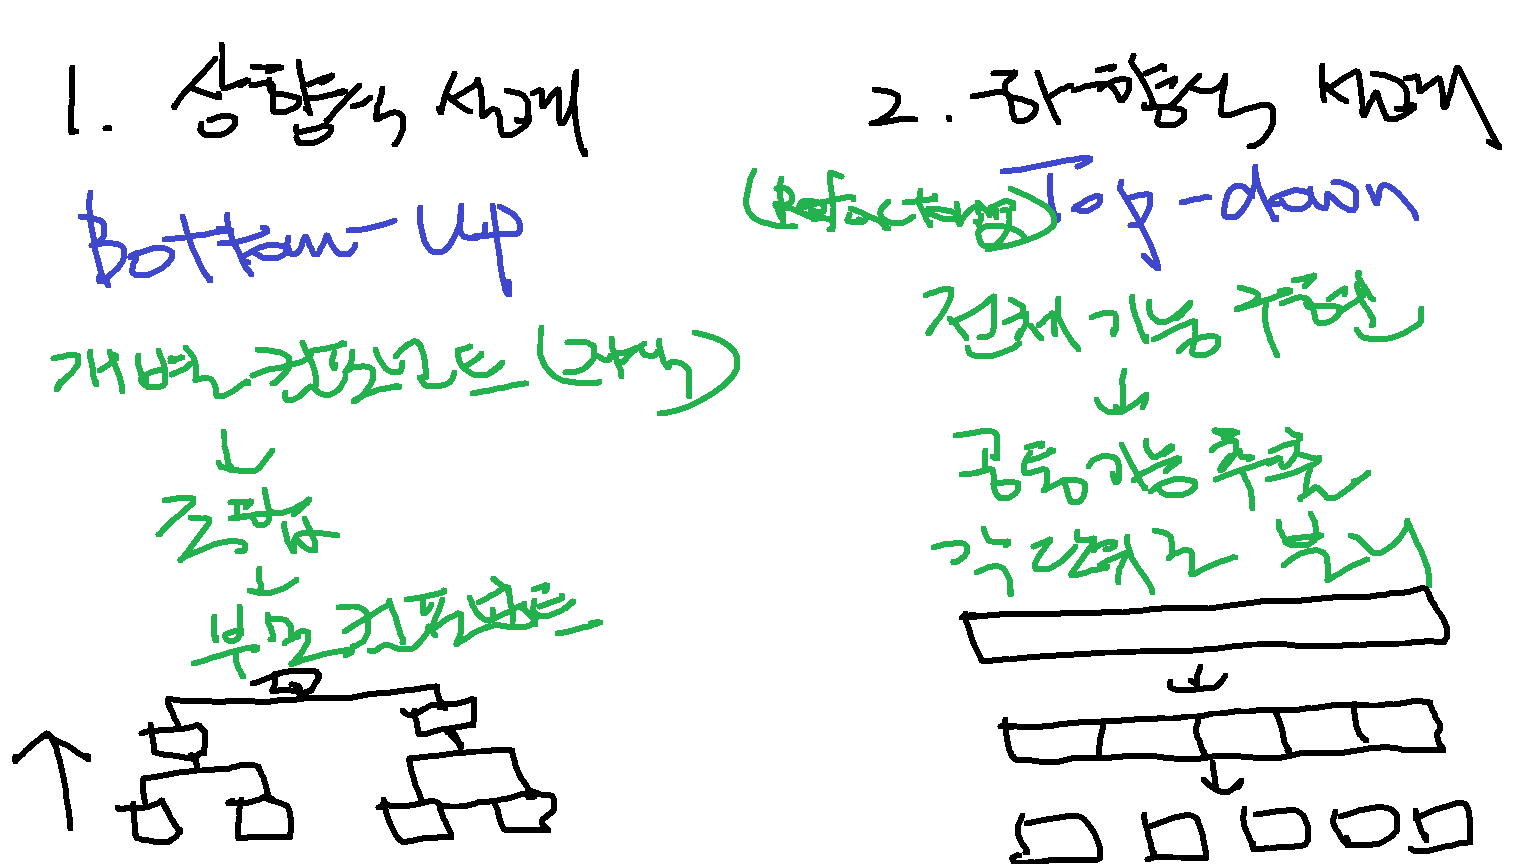 1. 상향식 설계
Bottom-Up
개별 컴포넌트 (자식)
조합
부모 컴포넌트
2. 하향식 설계
(Refactoring) Top-down
전체 기능 구현
공통기능 추출
각 단위로 분리